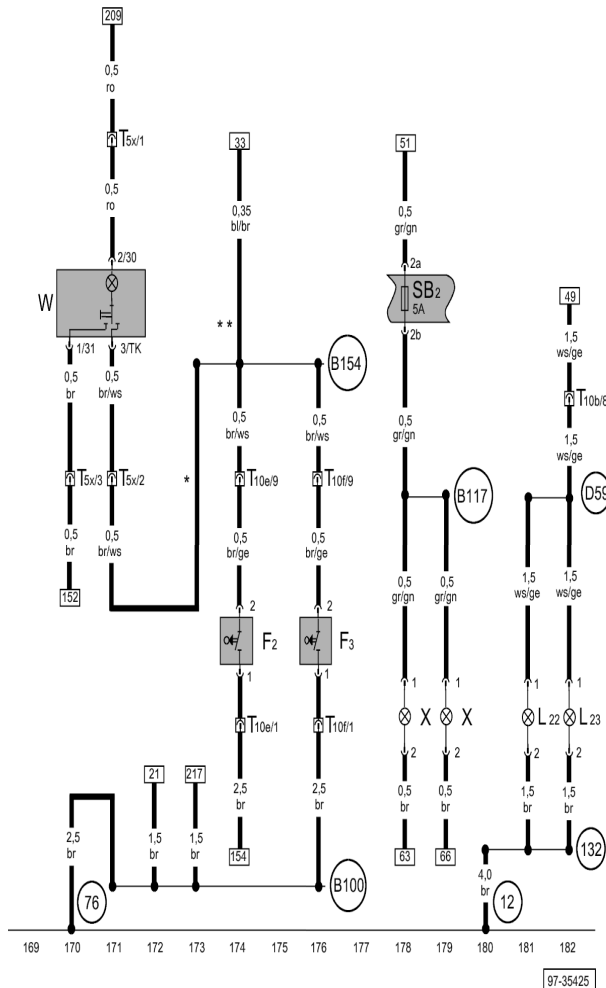 209
0,5
ro
T5x/1
33
51
0,5
ro
0,35
bl/br
0,5
gr/gn
2/30
2a
W
SB2
5A
49
**
1/31
3/TK
2b
1,5
ws/ge
B154
0,5
br
0,5
br/ws
T10b/8
0,5
br/ws
0,5
br/ws
0,5
gr/gn
1,5
ws/ge
T5x/3
T5x/2
*
T10e/9
T10f/9
B117
D59
0,5
br
0,5
br/ws
0,5
br/ge
0,5
br/ge
0,5
gr/gn
0,5
gr/gn
1,5
ws/ge
1,5
ws/ge
152
2
2
F2
F3
1
1
1
1
1
1
T10e/1
T10f/1
X
X
L22
L23
2
2
2
2
21
217
2,5
br
2,5
br
0,5
br
0,5
br
1,5
br
1,5
br
2,5
br
1,5
br
1,5
br
154
63
66
132
76
B100
4,0
br
12
169 170 171 172 173 174 175 176 177 178 179 180 181 182
97-35425